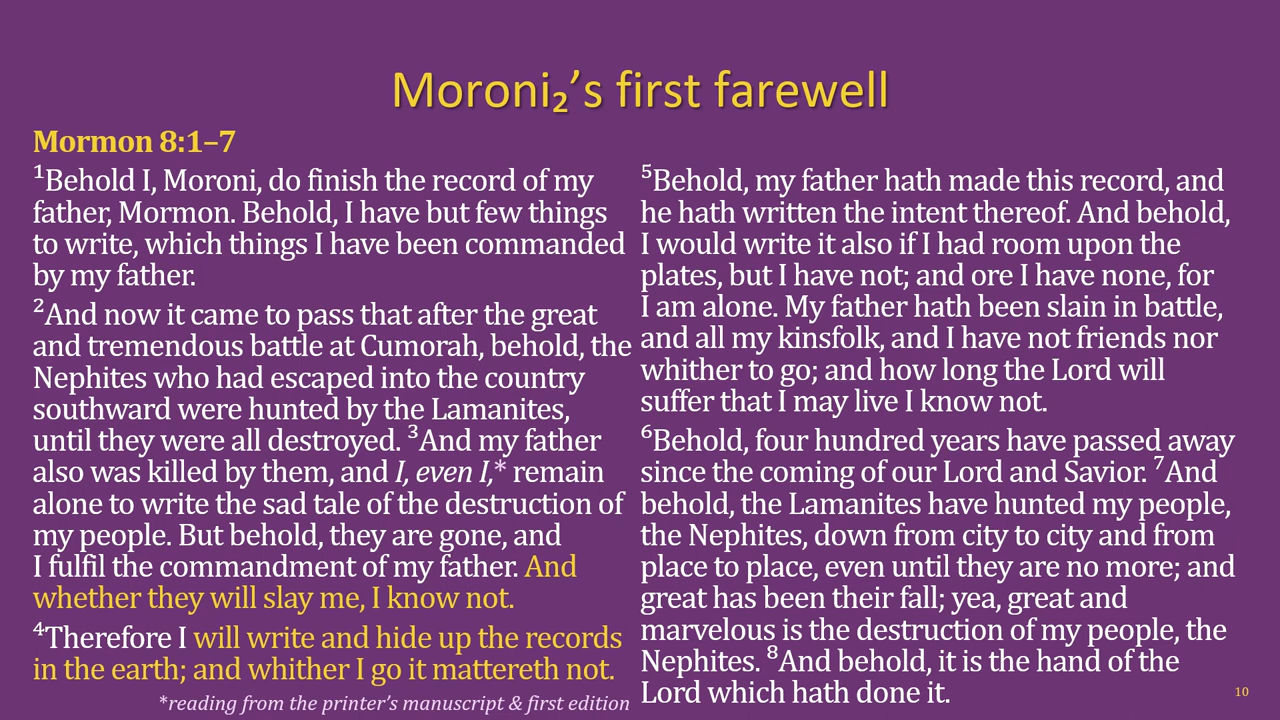 Moroni₂’s first farewell
Mormon 8:1–7
¹Behold I, Moroni, do finish the record of my
father, Mormon. Behold, I have but few things
to write, which things I have been commanded
by my father.
²And now it came to pass that after the great
and tremendous battle at Cumorah, behold, the
Nephites who had escaped into the country
southward were hunted by the Lamanites,
until they were all destroyed. ³And my father
also was killed by them, and I, even I,* remain
alone to write the sad tale of the destruction of
my people. But behold, they are gone, and
I fulfil the commandment of my father. And
whether they will slay me, I know not.
⁴Therefore I will write and hide up the records
in the earth; and whither I go it mattereth not.
*reading from the printer’s manuscript & first edition
⁵Behold, my father hath made this record, and
he hath written the intent thereof. And behold,
I would write it also if I had room upon the
plates, but I have not; and ore I have none, for
I am alone. My father hath been slain in battle,
and all my kinsfolk, and I have not friends nor
whither to go; and how long the Lord will
suffer that I may live I know not.
⁶Behold, four hundred years have passed away
since the coming of our Lord and Savior. ⁷And
behold, the Lamanites have hunted my people,
the Nephites, down from city to city and from
place to place, even until they are no more; and
great has been their fall; yea, great and
marvelous is the destruction of my people, the
Nephites. ⁸And behold, it is the hand of the
Lord which hath done it.
10